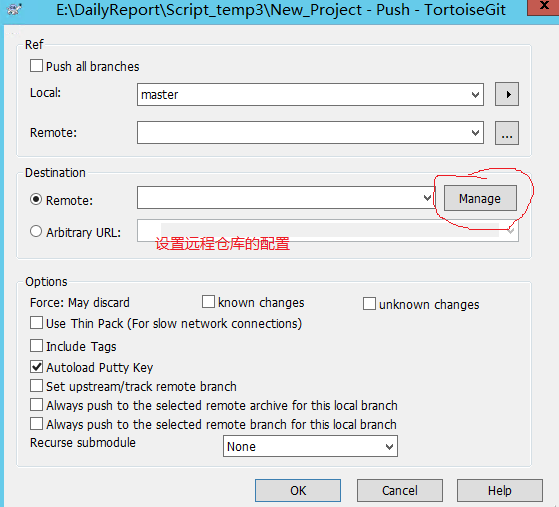 E:\DailyReport\Script_temp3\New_Project - Push - TortoiseGit
X
Ref
Push all branches
Local:
master
Remote:
...
Destination
Remote:
Manage
Arbitrary URL:
设置远程仓库的配置
Options
Force: May discard
known changes
unknown changes
Use Thin Pack (For slow network connections)
Include Tags
Autoload Putty Key
Set upstream/track remote branch
Always push to the selected remote archive for this local branch
Always push to the selected remote branch for this local branch
Recurse submodule
None
OK
Cancel
Help